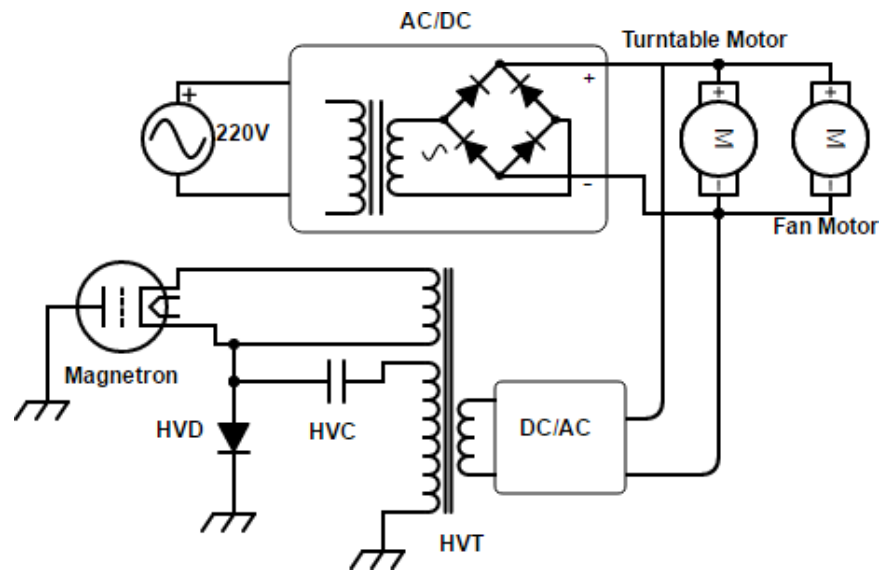 AC/DC
Turntable Motor
+
+
+
+
220V
M
M
−
−
−
Fan Motor
Magnetron
HVD
HVC
DC/AC
HVT